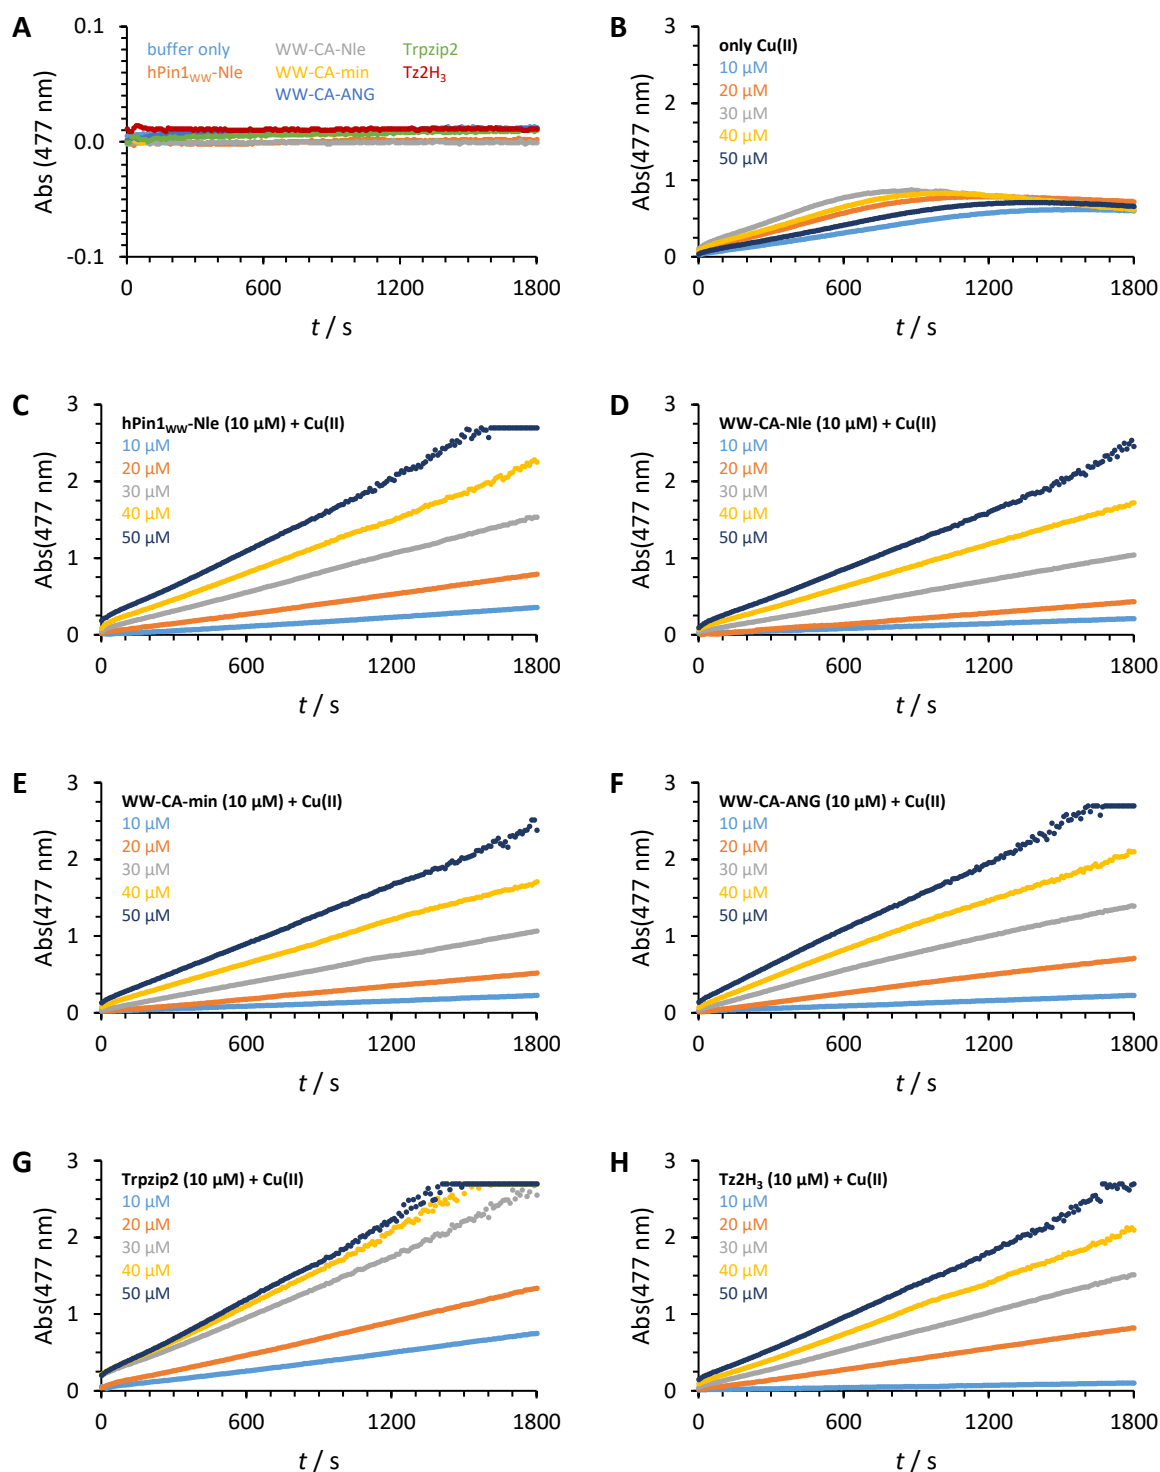 A
0.1
0.0
-0.1
Abs (477 nm)
buffer only
hPin1WW-Nle
WW-CA-Nle
WW-CA-min
WW-CA-ANG
Trpzip2
Tz2H3
0 600 1200 1800
t / s
B
3
2
1
0
Abs(477 nm)
only Cu(II)
10 µM
20 µM
30 µM
40 µM
50 µM
0 600 1200 1800
t / s
C
3
2
1
0
Abs(477 nm)
hPin1WW-Nle (10 µM) + Cu(II)
10 µM
20 µM
30 µM
40 µM
50 µM
0 600 1200 1800
t / s
D
3
2
1
0
Abs(477 nm)
WW-CA-Nle (10 µM) + Cu(II)
10 µM
20 µM
30 µM
40 µM
50 µM
0 600 1200 1800
t / s
E
3
2
1
0
Abs(477 nm)
WW-CA-min (10 µM) + Cu(II)
10 µM
20 µM
30 µM
40 µM
50 µM
0 600 1200 1800
t / s
F
3
2
1
0
Abs(477 nm)
WW-CA-ANG (10 µM) + Cu(II)
10 µM
20 µM
30 µM
40 µM
50 µM
0 600 1200 1800
t / s
G
3
2
1
0
Abs(477 nm)
Trpzip2 (10 µM) + Cu(II)
10 µM
20 µM
30 µM
40 µM
50 µM
0 600 1200 1800
t / s
H
3
2
1
0
Abs(477 nm)
Tz2H3 (10 µM) + Cu(II)
10 µM
20 µM
30 µM
40 µM
50 µM
0 600 1200 1800
t / s